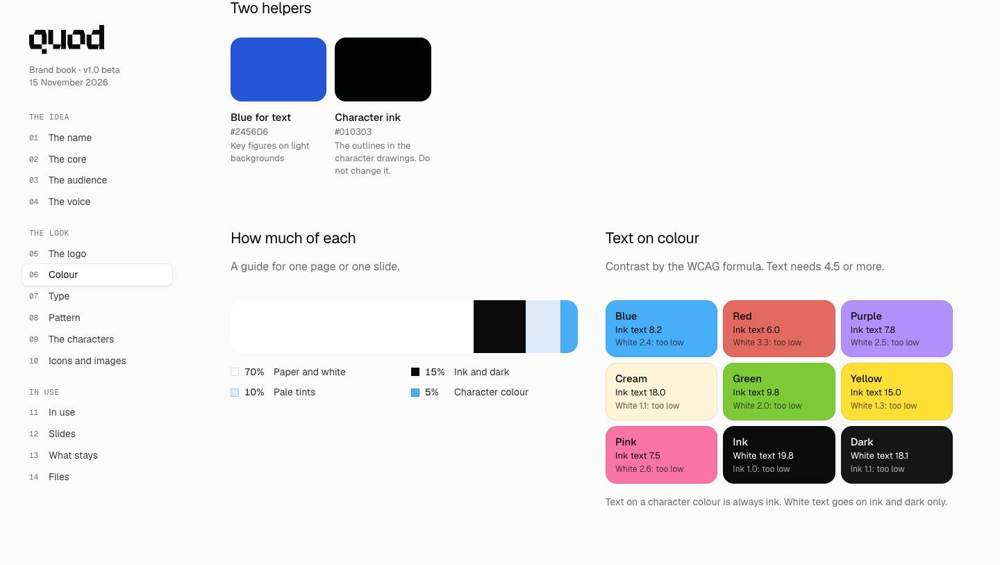 quod
Brand book · v1.0 beta
15 November 2026
THE IDEA
01 The name
02 The core
03 The audience
04 The voice
THE LOOK
05 The logo
06 Colour
07 Type
08 Pattern
09 The characters
10 Icons and images
IN USE
11 In use
12 Slides
13 What stays
14 Files
Two helpers
Blue for text
#2456D6
Key figures on light
backgrounds
Character ink
#010303
The outlines in the
character drawings. Do
not change it.
How much of each
A guide for one page or one slide.
70% Paper and white
15% Ink and dark
10% Pale tints
5% Character colour
Text on colour
Contrast by the WCAG formula. Text needs 4.5 or more.
Blue
Ink text 8.2
White 2.4: too low
Red
Ink text 6.0
White 3.3: too low
Purple
Ink text 7.8
White 2.5: too low
Cream
Ink text 18.0
White 1.1: too low
Green
Ink text 9.8
White 2.0: too low
Yellow
Ink text 15.0
White 1.3: too low
Pink
Ink text 7.5
White 2.6: too low
Ink
White text 19.8
Ink 1.0: too low
Dark
White text 18.1
Ink 1.1: too low
Text on a character colour is always ink. White text goes on ink and dark only.